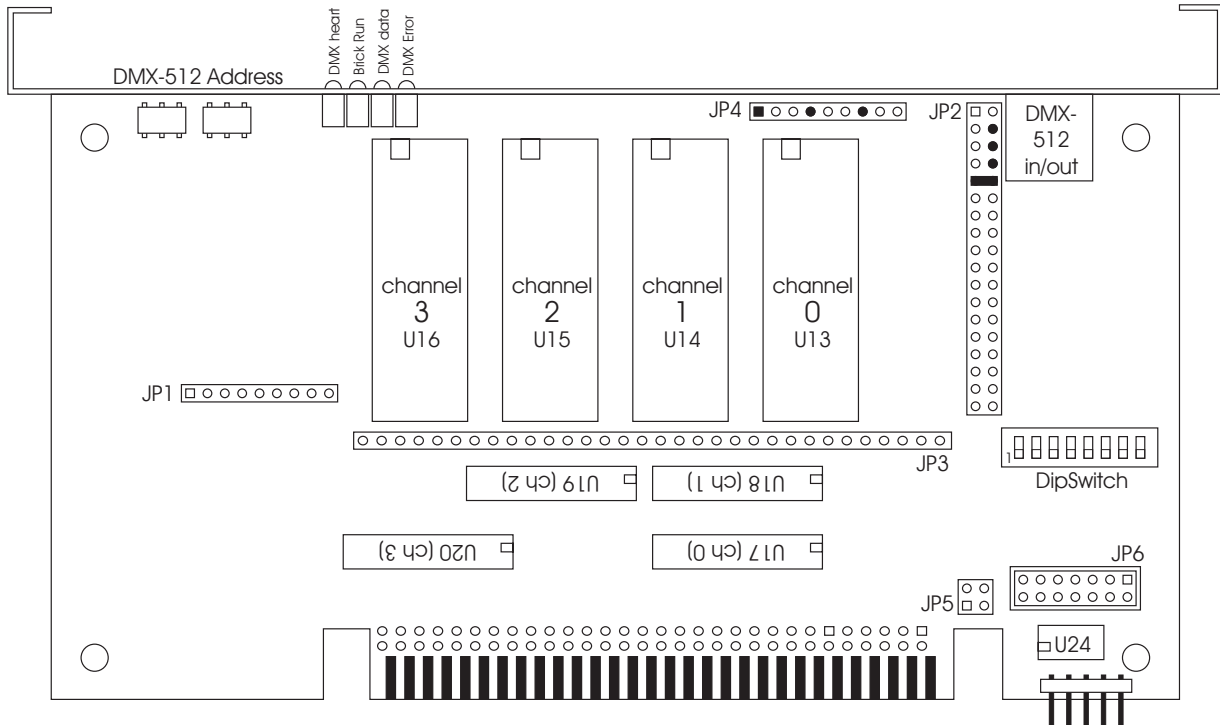 DMX heart
Brick Run
DMX data
DMX Error
DMX-512 Address
JP4
JP2
DMX-
512
in/out
channel
3
U16
channel
2
U15
channel
1
U14
channel
0
U13
JP1
JP3
1
DipSwitch
U19 (ch 2)
U18 (ch 1)
U20 (ch 3)
U17 (ch 0)
JP6
JP5
U24